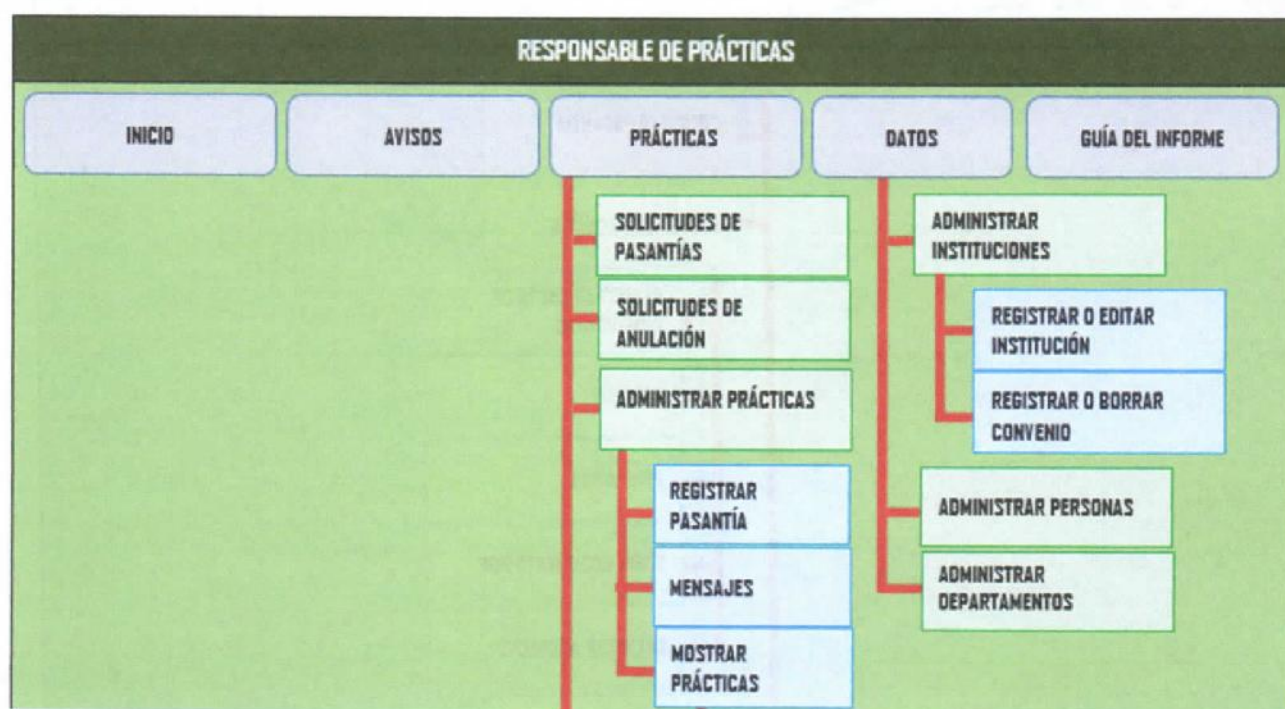 RESPONSABLE DE PRÁCTICAS
INICIO
AVISOS
PRÁCTICAS
DATOS
GUÍA DEL INFORME
SOLICITUDES DE
PASANTÍAS
SOLICITUDES DE
ANULACIÓN
ADMINISTRAR PRÁCTICAS
REGISTRAR
PASANTÍA
MENSAJES
MOSTRAR
PRÁCTICAS
ADMINISTRAR
INSTITUCIONES
REGISTRAR O EDITAR
INSTITUCIÓN
REGISTRAR O BORRAR
CONVENIO
ADMINISTRAR PERSONAS
ADMINISTRAR
DEPARTAMENTOS